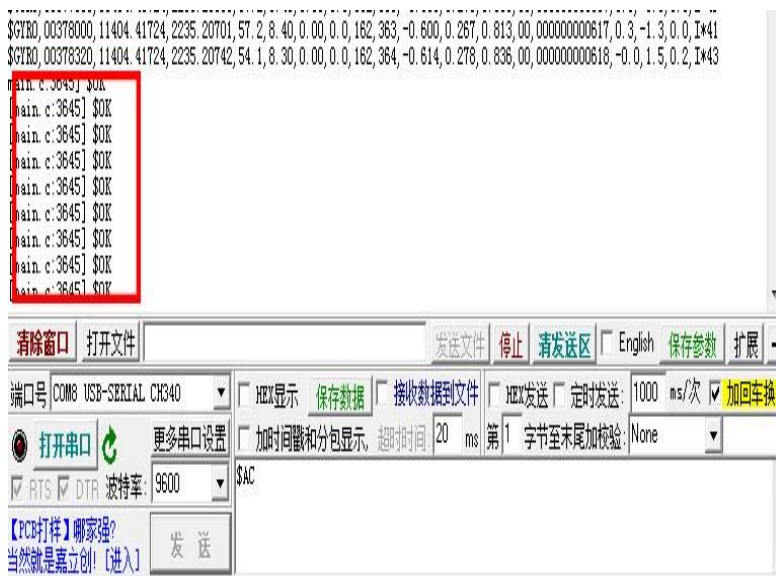 $GYRO,00378000,11404.41724,2235.20701,57.2,8.40,0.00,0.0,162,363,-0.600,0.267,0.813,00,000000000617,0.3,-1.3,0.0,I*41
$GYRO,00378320,11404.41724,2235.20742,54.1,8.30,0.00,0.0,162,364,-0.614,0.278,0.836,00,000000000618,-0.0,1.5,0.2,I*43
main.c:3645] $OK
[main.c:3645] $OK
[main.c:3645] $OK
[main.c:3645] $OK
[main.c:3645] $OK
[main.c:3645] $OK
[main.c:3645] $OK
[main.c:3645] $OK
[main.c:3645] $OK
清除窗口 打开文件 发送文件 停止 清发送区 English 保存参数 扩展 -
端口号 COM8 USB-SERIAL CH340 HEX显示 保存数据 接收数据到文件 HEX发送 定时发送: 1000 ms/次 加回车换
打开串口 更多串口设置 加时间戳和分包显示, 超时时间: 20 ms 第 1 字节至末尾加校验: None
RTS DTR 波特率: 9600 $AC
【PCB打样】哪家强?
当然就是嘉立创! [进入] 发 送